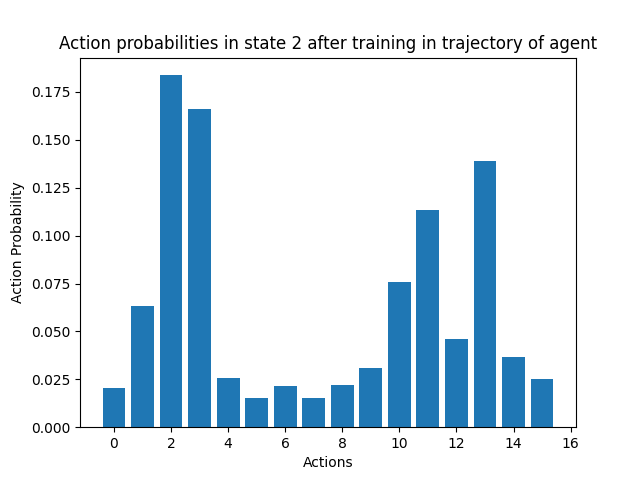 Action probabilities in state 2 after training in trajectory of agent
Action Probability
0.175
0.150
0.125
0.100
0.075
0.050
0.025
0.000
0 2 4 6 8 10 12 14 16
Actions